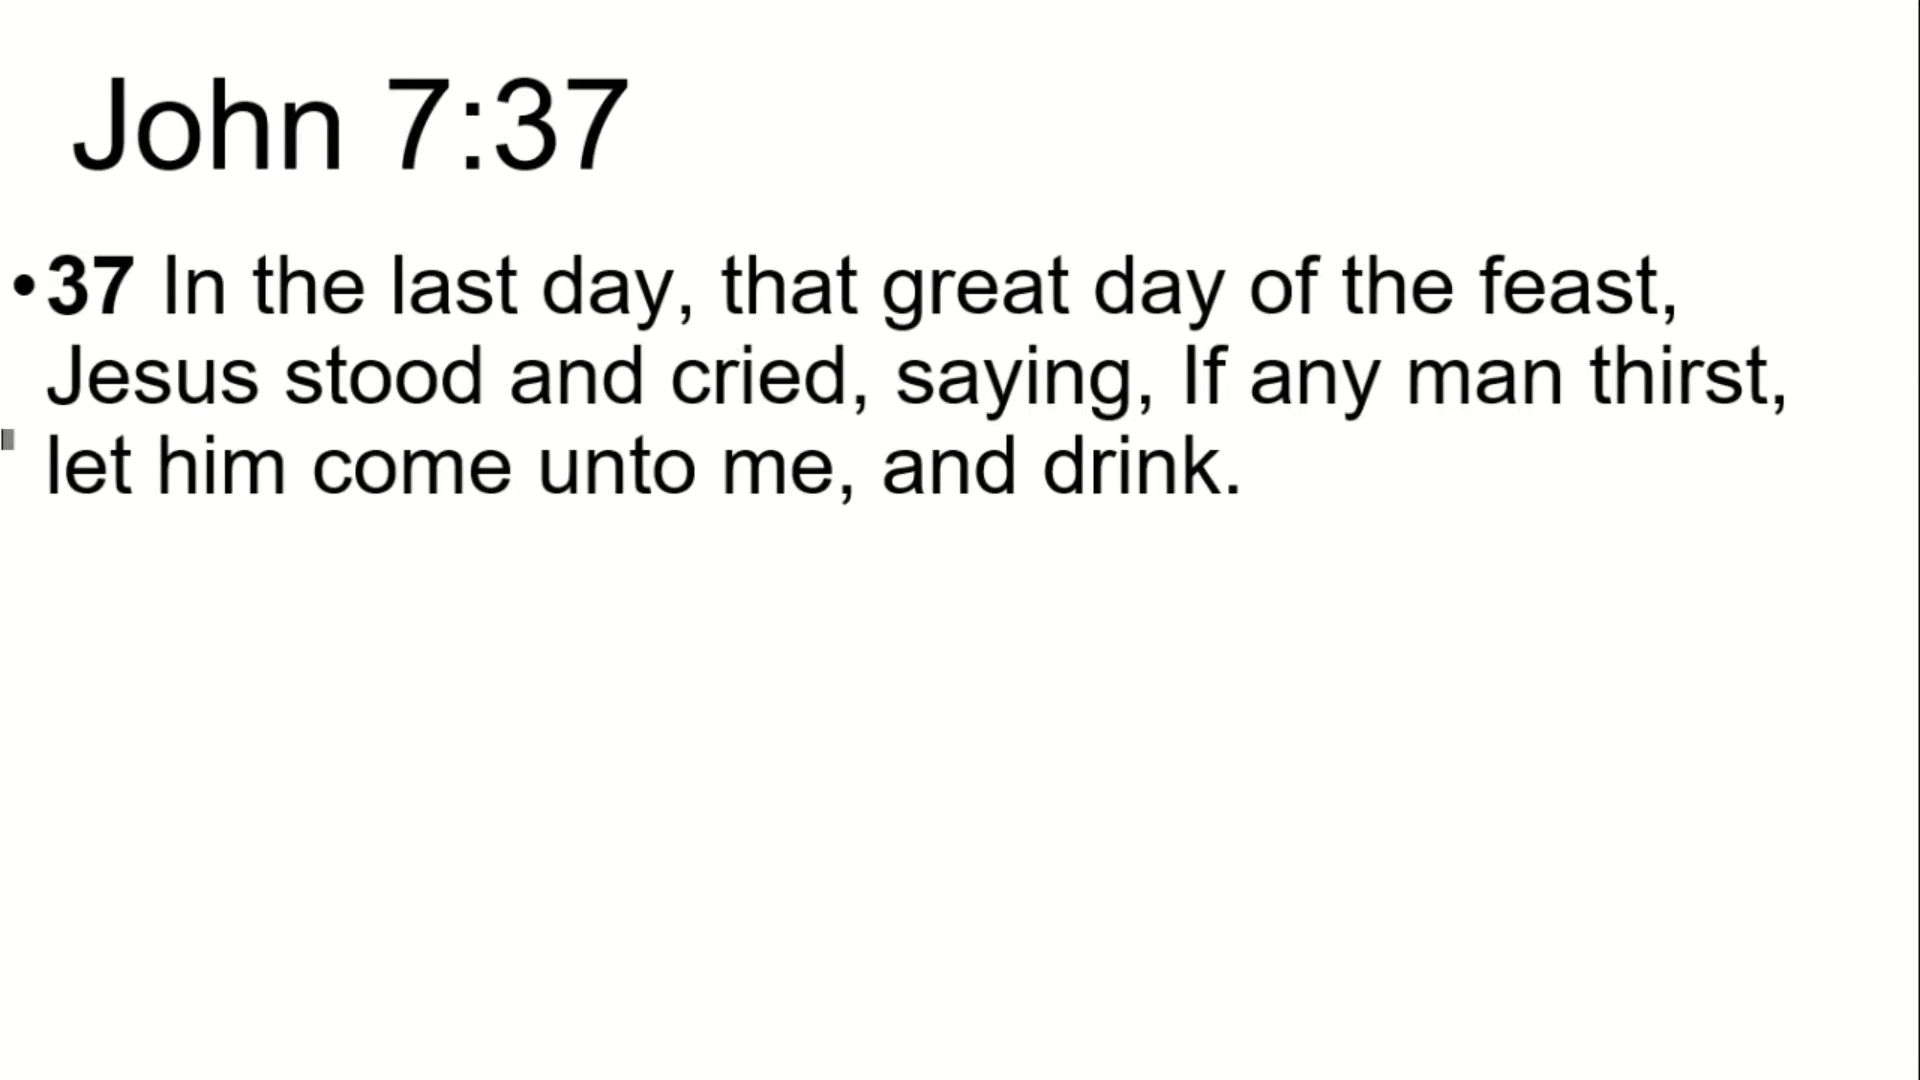 John 7:37
•37 In the last day, that great day of the feast,
Jesus stood and cried, saying, If any man thirst,
let him come unto me, and drink.